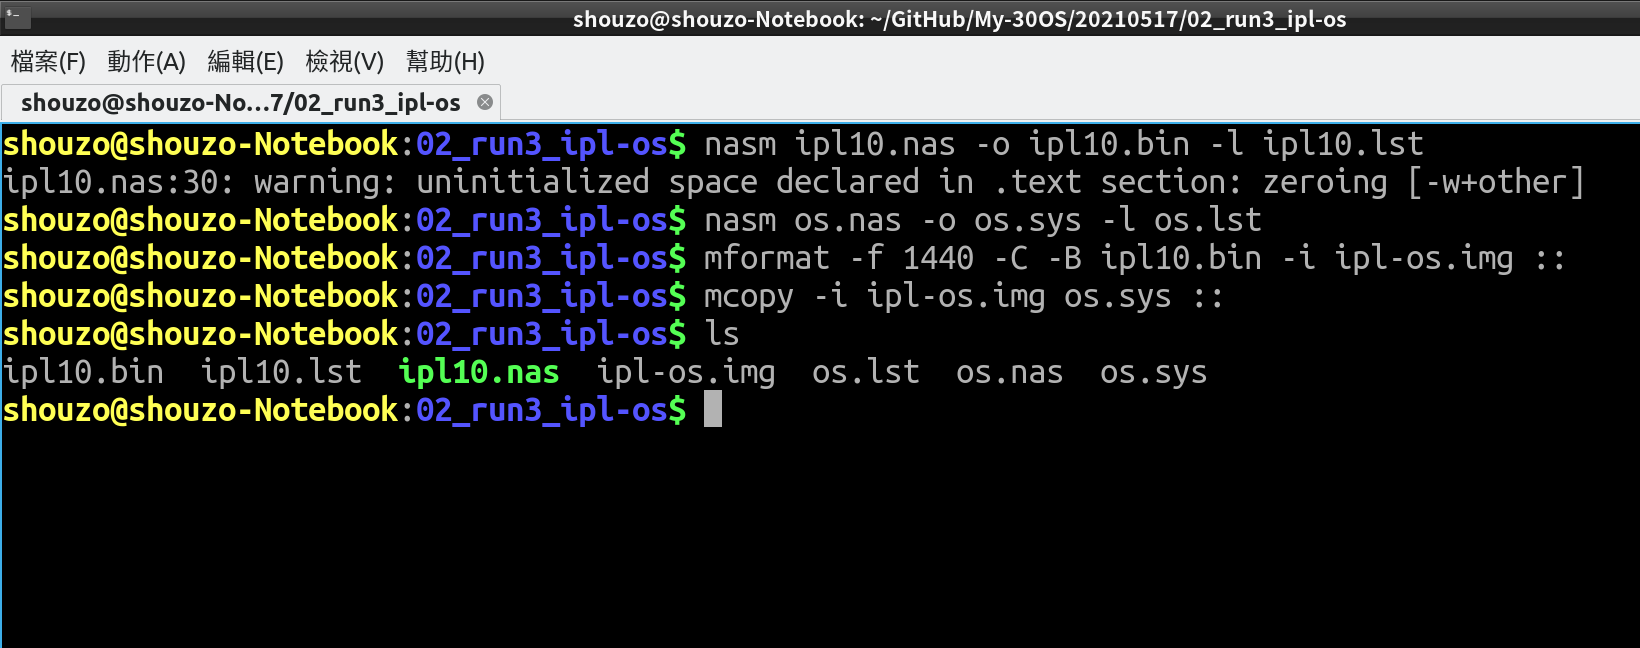 shouzo@shouzo-Notebook: ~/GitHub/My-30OS/20210517/02_run3_ipl-os
檔案(F) 動作(A) 編輯(E) 檢視(V) 幫助(H)
shouzo@shouzo-No...7/02_run3_ipl-os
shouzo@shouzo-Notebook:02_run3_ipl-os$ nasm ipl10.nas -o ipl10.bin -l ipl10.lst
ipl10.nas:30: warning: uninitialized space declared in .text section: zeroing [-w+other]
shouzo@shouzo-Notebook:02_run3_ipl-os$ nasm os.nas -o os.sys -l os.lst
shouzo@shouzo-Notebook:02_run3_ipl-os$ mformat -f 1440 -C -B ipl10.bin -i ipl-os.img ::
shouzo@shouzo-Notebook:02_run3_ipl-os$ mcopy -i ipl-os.img os.sys ::
shouzo@shouzo-Notebook:02_run3_ipl-os$ ls
ipl10.bin  ipl10.lst  ipl10.nas  ipl-os.img  os.lst  os.nas  os.sys
shouzo@shouzo-Notebook:02_run3_ipl-os$